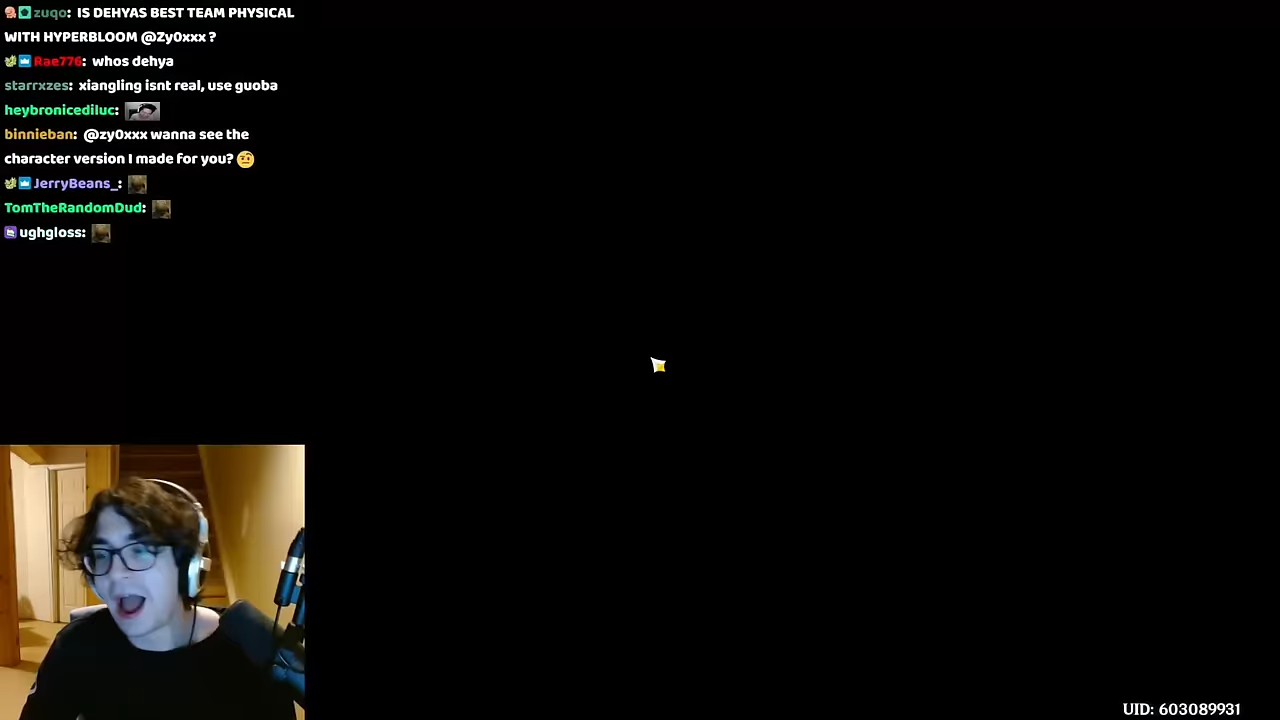 zuqo: IS DEHYAS BEST TEAM PHYSICAL
WITH HYPERBLOOM @Zy0xxx ?
Rae776: whos dehya
starrxzes: xiangling isnt real, use guoba
heybronicediluc:
binnieban: @zy0xxx wanna see the
character version I made for you?
JerryBeans_:
TomTheRandomDud:
ughgloss:
UID: 603089931